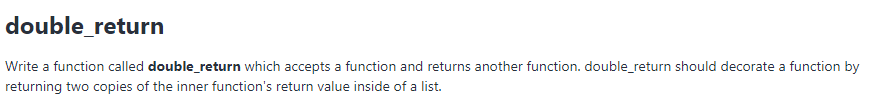 double_return
Write a function called double_return which accepts a function and returns another function. double_return should decorate a function by
returning two copies of the inner function's return value inside of a list.